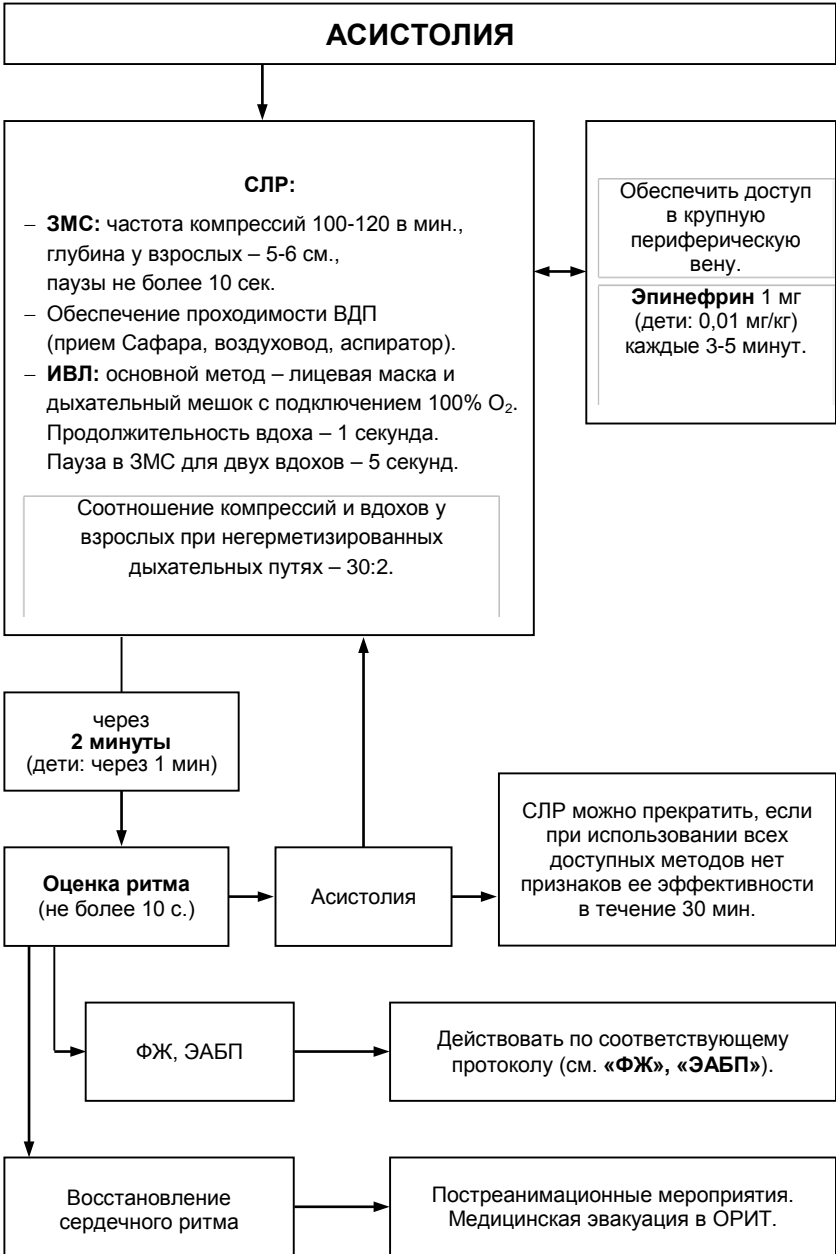 АСИСТОЛИЯ
СЛР:
– ЗМС: частота компрессий 100-120 в мин.,
глубина у взрослых – 5-6 см.,
паузы не более 10 сек.
– Обеспечение проходимости ВДП
(прием Сафара, воздуховод, аспиратор).
– ИВЛ: основной метод – лицевая маска и
дыхательный мешок с подключением 100% O₂.
Продолжительность вдоха – 1 секунда.
Пауза в ЗМС для двух вдохов – 5 секунд.
Соотношение компрессий и вдохов у
взрослых при негерметизированных
дыхательных путях – 30:2.
Обеспечить доступ
в крупную
периферическую
вену.
Эпинефрин 1 мг
(дети: 0,01 мг/кг)
каждые 3-5 минут.
через
2 минуты
(дети: через 1 мин)
Оценка ритма
(не более 10 с.)
Асистолия
СЛР можно прекратить, если
при использовании всех
доступных методов нет
признаков ее эффективности
в течение 30 мин.
ФЖ, ЭАБП
Действовать по соответствующему
протоколу (см. «ФЖ», «ЭАБП»).
Восстановление
сердечного ритма
Постреанимационные мероприятия.
Медицинская эвакуация в ОРИТ.